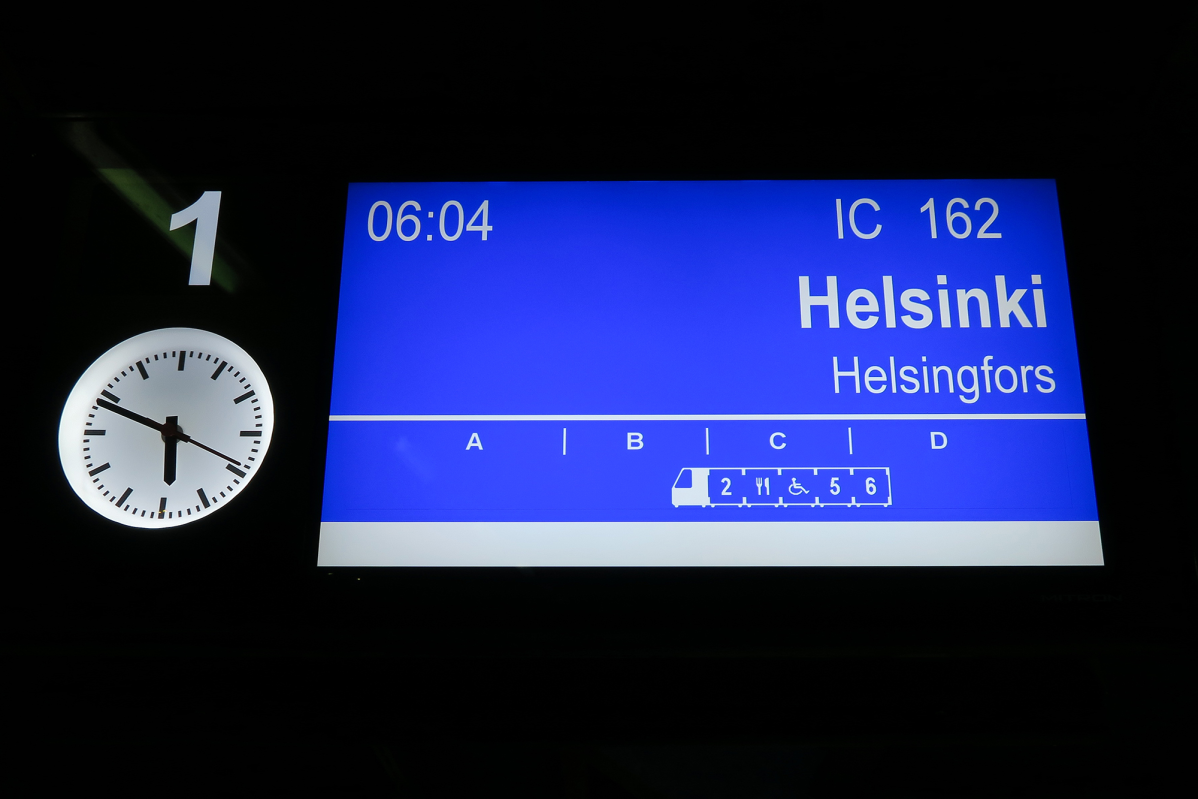 1
06:04 IC 162
Helsinki
Helsingfors
A | B | C | D
2 5 6